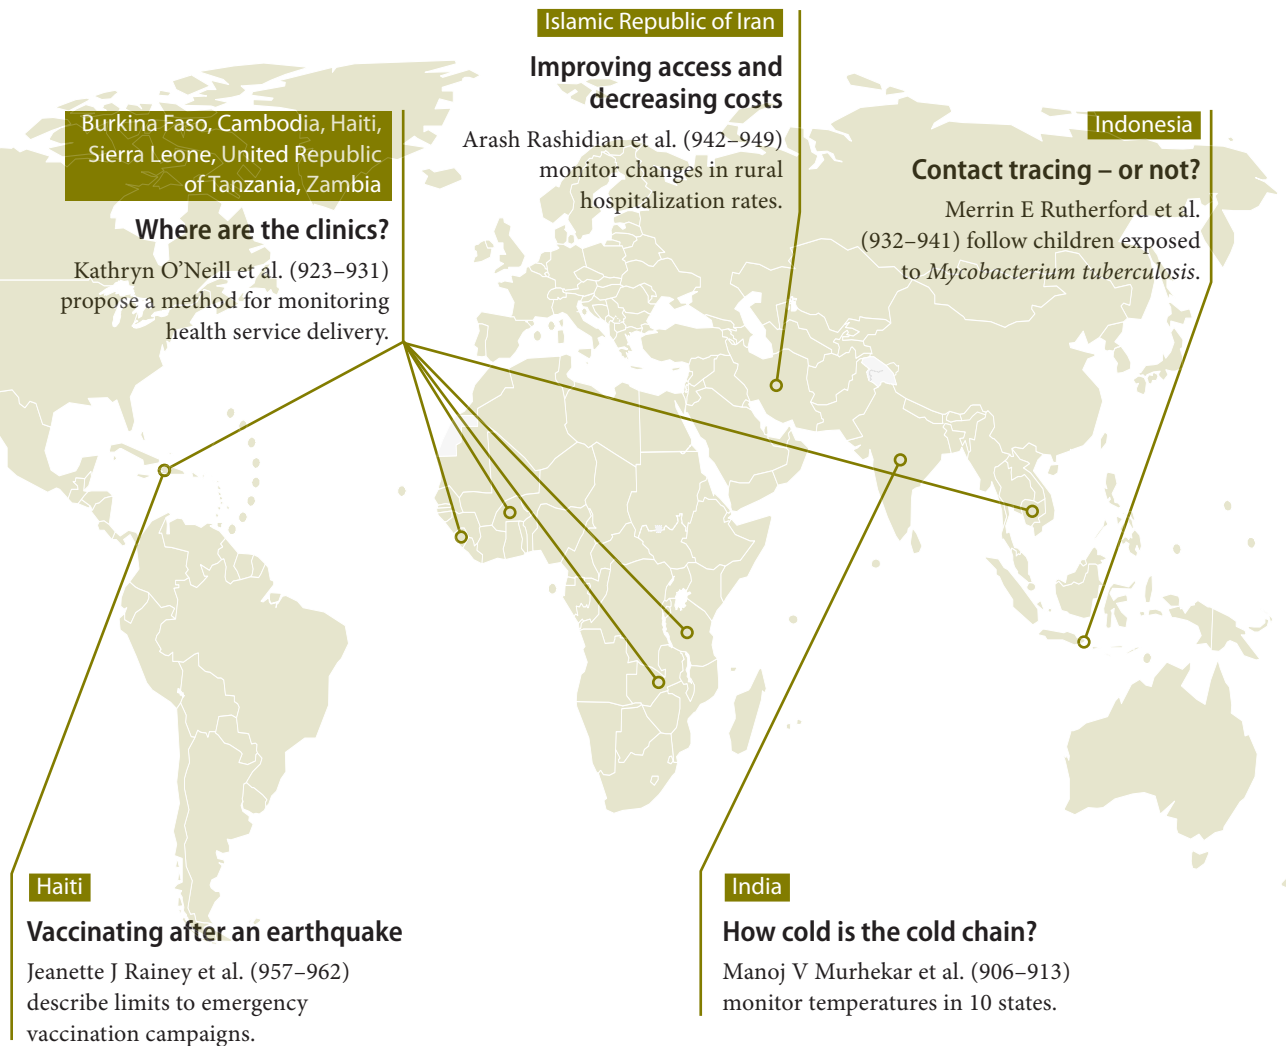 Islamic Republic of Iran
Improving access and
decreasing costs
Arash Rashidian et al. (942–949)
monitor changes in rural
hospitalization rates.
Burkina Faso, Cambodia, Haiti,
Sierra Leone, United Republic
of Tanzania, Zambia
Where are the clinics?
Kathryn O’Neill et al. (923–931)
propose a method for monitoring
health service delivery.
Indonesia
Contact tracing – or not?
Merrin E Rutherford et al.
(932–941) follow children exposed
to Mycobacterium tuberculosis.
Haiti
Vaccinating after an earthquake
Jeanette J Rainey et al. (957–962)
describe limits to emergency
vaccination campaigns.
India
How cold is the cold chain?
Manoj V Murhekar et al. (906–913)
monitor temperatures in 10 states.